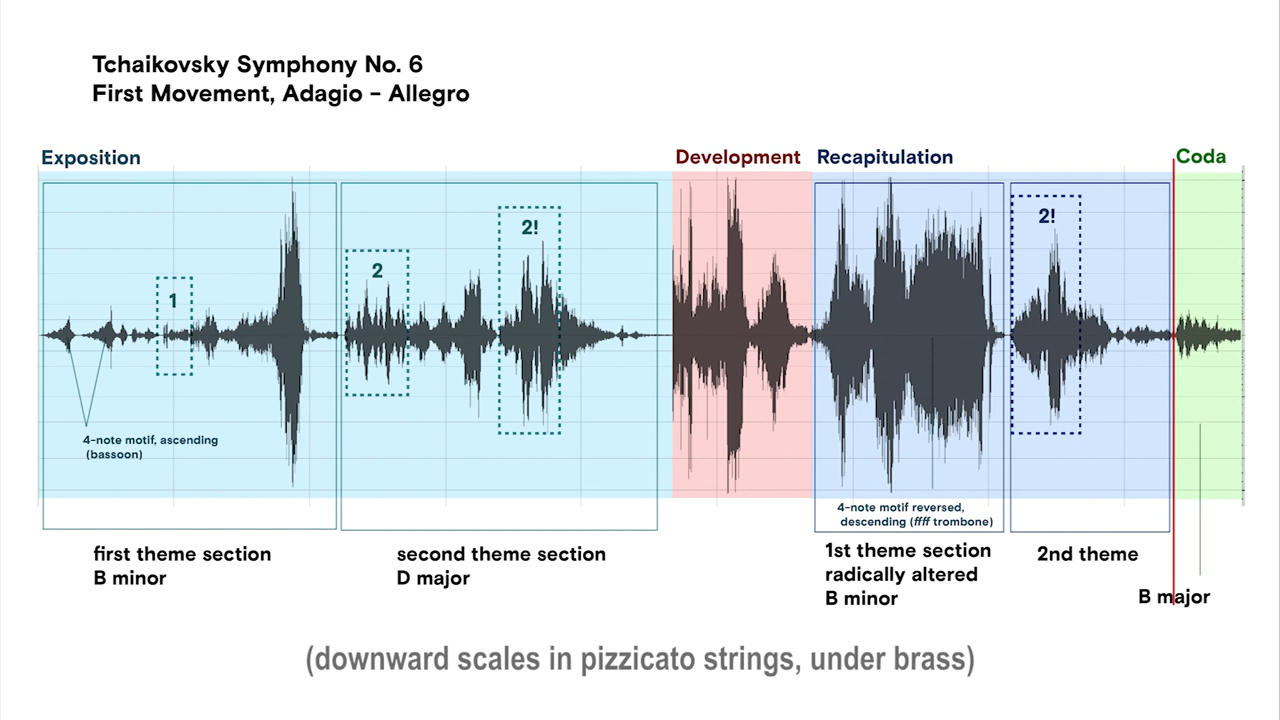 Tchaikovsky Symphony No. 6
First Movement, Adagio – Allegro
Exposition
Development
Recapitulation
Coda
1
2
2!
2!
4-note motif, ascending
(bassoon)
4-note motif reversed,
descending (ffff trombone)
first theme section
B minor
second theme section
D major
1st theme section
radically altered
B minor
2nd theme
B major
(downward scales in pizzicato strings, under brass)